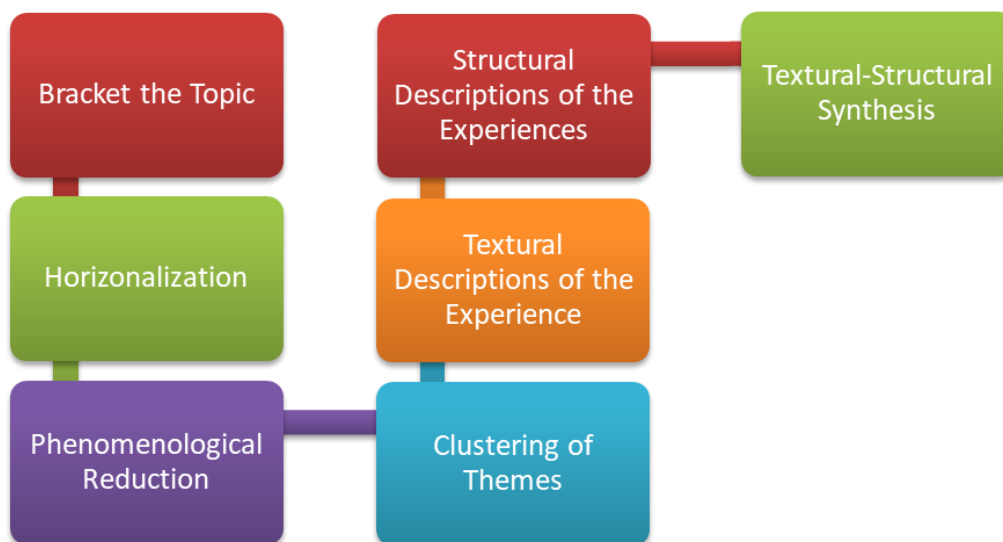 Bracket the Topic
Horizonalization
Phenomenological
Reduction
Clustering of
Themes
Textural
Descriptions of the
Experience
Structural
Descriptions of the
Experiences
Textural-Structural
Synthesis